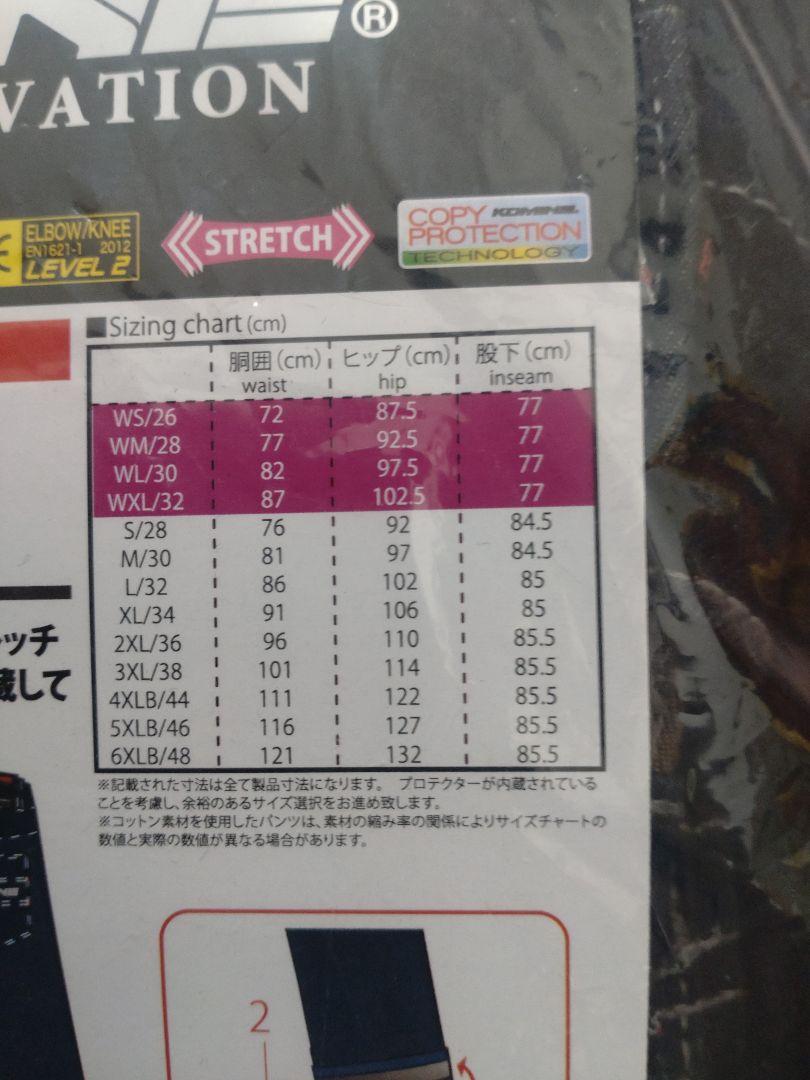 ®
VATION
ELBOW/KNEE
EN1621-1 2012
LEVEL 2
STRETCH
COPY KOMINE
PROTECTION
TECHNOLOGY
■Sizing chart(cm)
胴囲(cm) ヒップ(cm) 股下(cm)
waist hip inseam
WS/26 72 87.5 77
WM/28 77 92.5 77
WL/30 82 97.5 77
WXL/32 87 102.5 77
S/28 76 92 84.5
M/30 81 97 84.5
L/32 86 102 85
XL/34 91 106 85
2XL/36 96 110 85.5
3XL/38 101 114 85.5
4XLB/44 111 122 85.5
5XLB/46 116 127 85.5
6XLB/48 121 132 85.5
ッチ
蔵して
※記載された寸法は全て製品寸法になります。 プロテクターが内蔵されている
ことを考慮し、余裕のあるサイズ選択をお進め致します。
※コットン素材を使用したパンツは、素材の縮み率の関係によりサイズチャートの
数値と実際の数値が異なる場合があります。
2